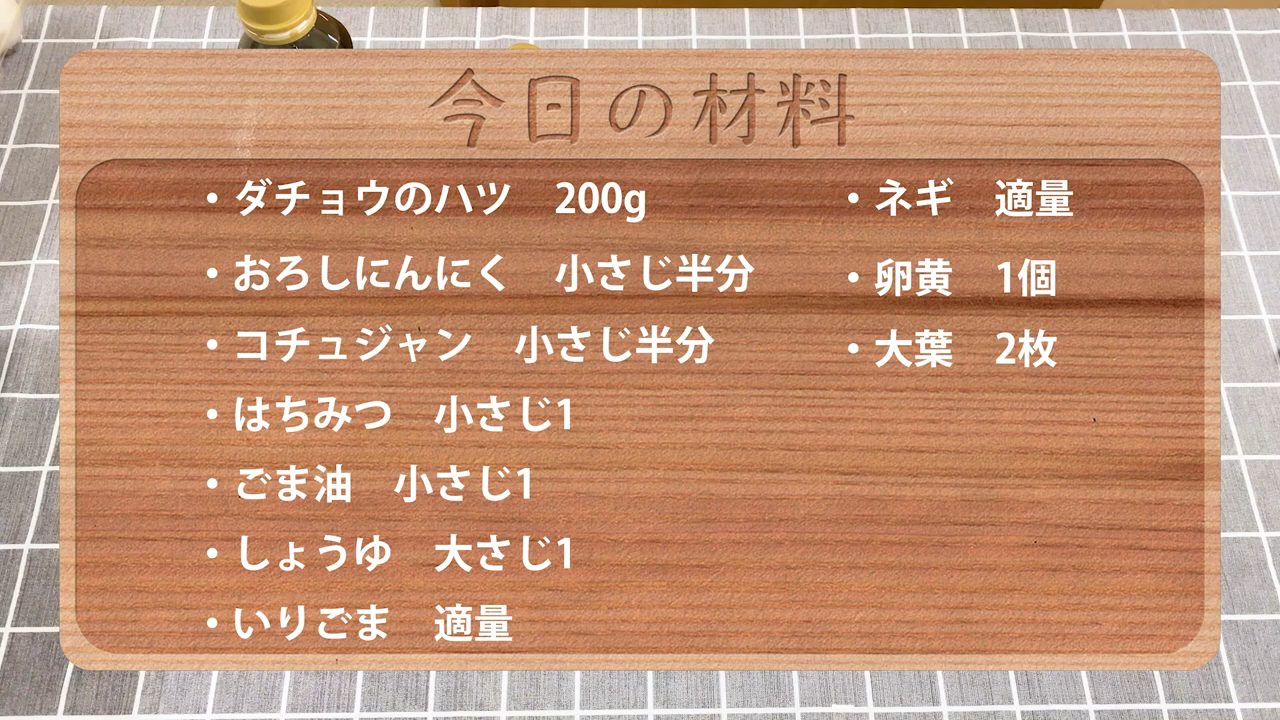 今日の材料
・ダチョウのハツ　200g
・おろしにんにく　小さじ半分
・コチュジャン　小さじ半分
・はちみつ　小さじ1
・ごま油　小さじ1
・しょうゆ　大さじ1
・いりごま　適量
・ネギ　適量
・卵黄　1個
・大葉　2枚